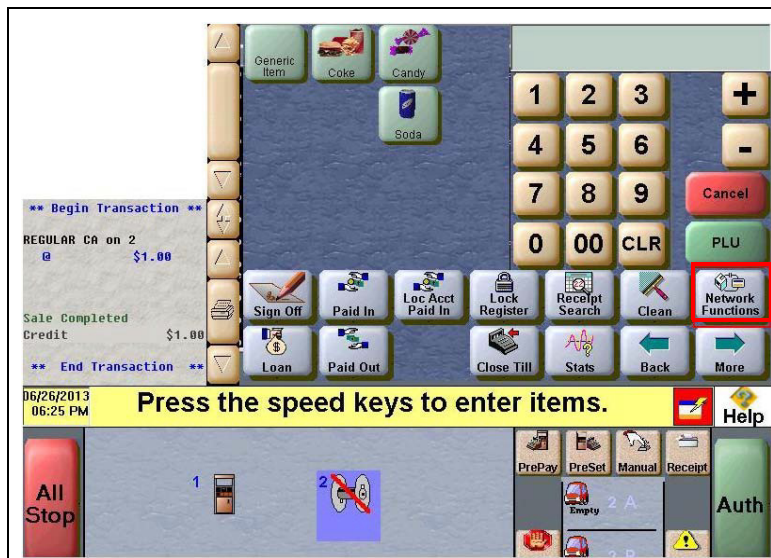 Generic
Item
Coke
Candy
Soda
1 2 3 +
4 5 6 -
7 8 9 Cancel
0 00 CLR PLU
** Begin Transaction **
REGULAR CA on 2
@ $1.00
Sale Completed
Credit $1.00
** End Transaction **
Sign Off
Paid In
Loc Acct
Paid In
Lock
Register
Receipt
Search
Clean
Network
Functions
Loan
Paid Out
Close Till
Stats
Back
More
06/26/2013
06:25 PM
Press the speed keys to enter items.
Help
All
Stop
1
2
PrePay
PreSet
Manual
Receipt
Empty
2 A
2 B
Auth